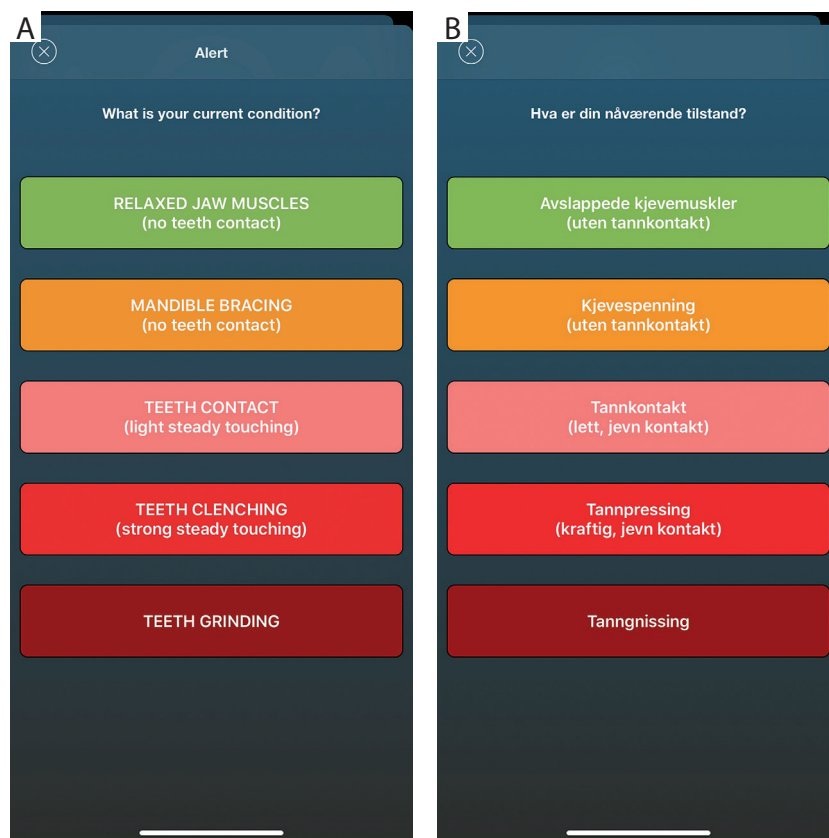 A
Alert
What is your current condition?
RELAXED JAW MUSCLES
(no teeth contact)
MANDIBLE BRACING
(no teeth contact)
TEETH CONTACT
(light steady touching)
TEETH CLENCHING
(strong steady touching)
TEETH GRINDING
B
Hva er din nåværende tilstand?
Avslappede kjevemuskler
(uten tannkontakt)
Kjevespenning
(uten tannkontakt)
Tannkontakt
(lett, jevn kontakt)
Tannpressing
(kraftig, jevn kontakt)
Tanngnissing